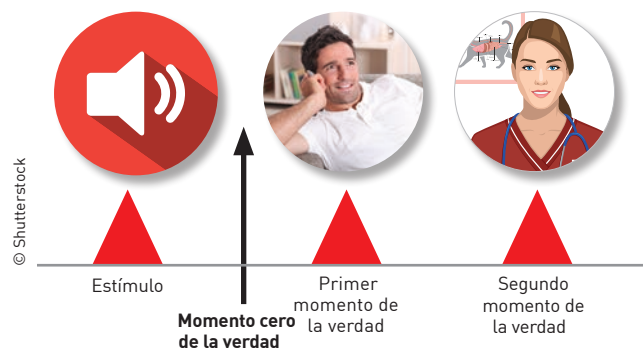 © Shutterstock
Estímulo
Momento cero
de la verdad
Primer
momento de
la verdad
Segundo
momento de
la verdad